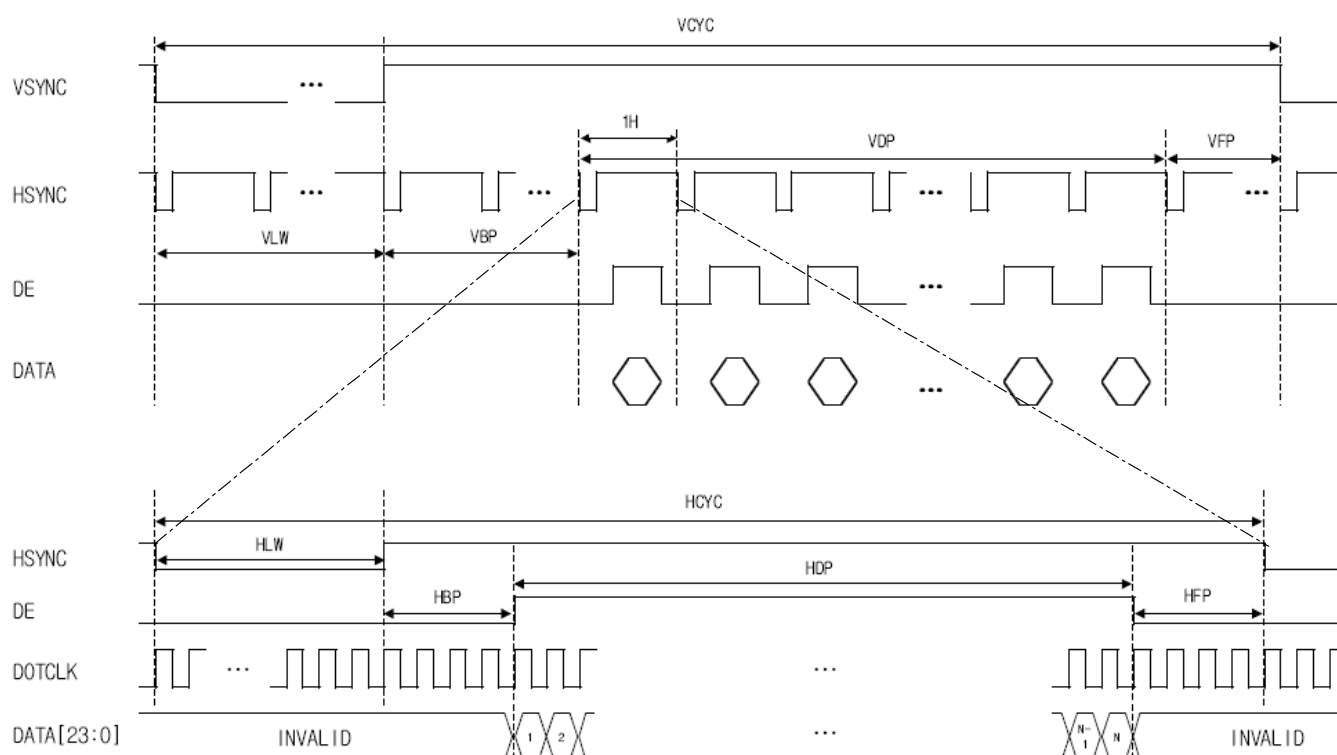 VCYC
VSYNC ...
1H
VDP VFP
HSYNC ... ... ... ...
VLW VBP
DE ...
DATA ...
HCYC
HSYNC HLW
HDP
DE HBP HFP
DOTCLK ... ...
DATA[23:0] INVALID 1 2 ... N-1 N INVALID